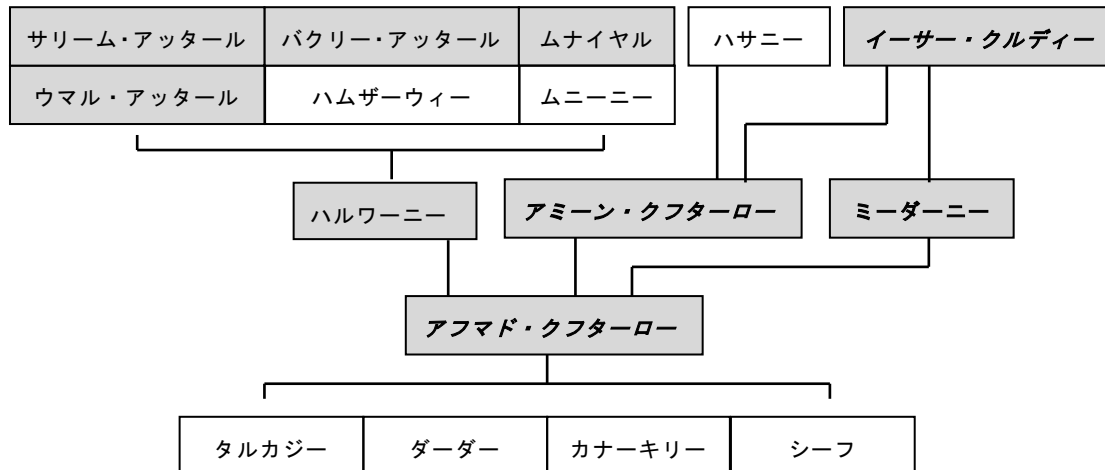 サリーム・アッタール バクリー・アッタール ムナイヤル ハサニー イーサー・クルディー
ウマル・アッタール ハムザーウィー ムニーニー
ハルワーニー アミーン・クフターロー ミーダーニー
アフマド・クフターロー
タルカジー ダーダー カナーキリー シーフ